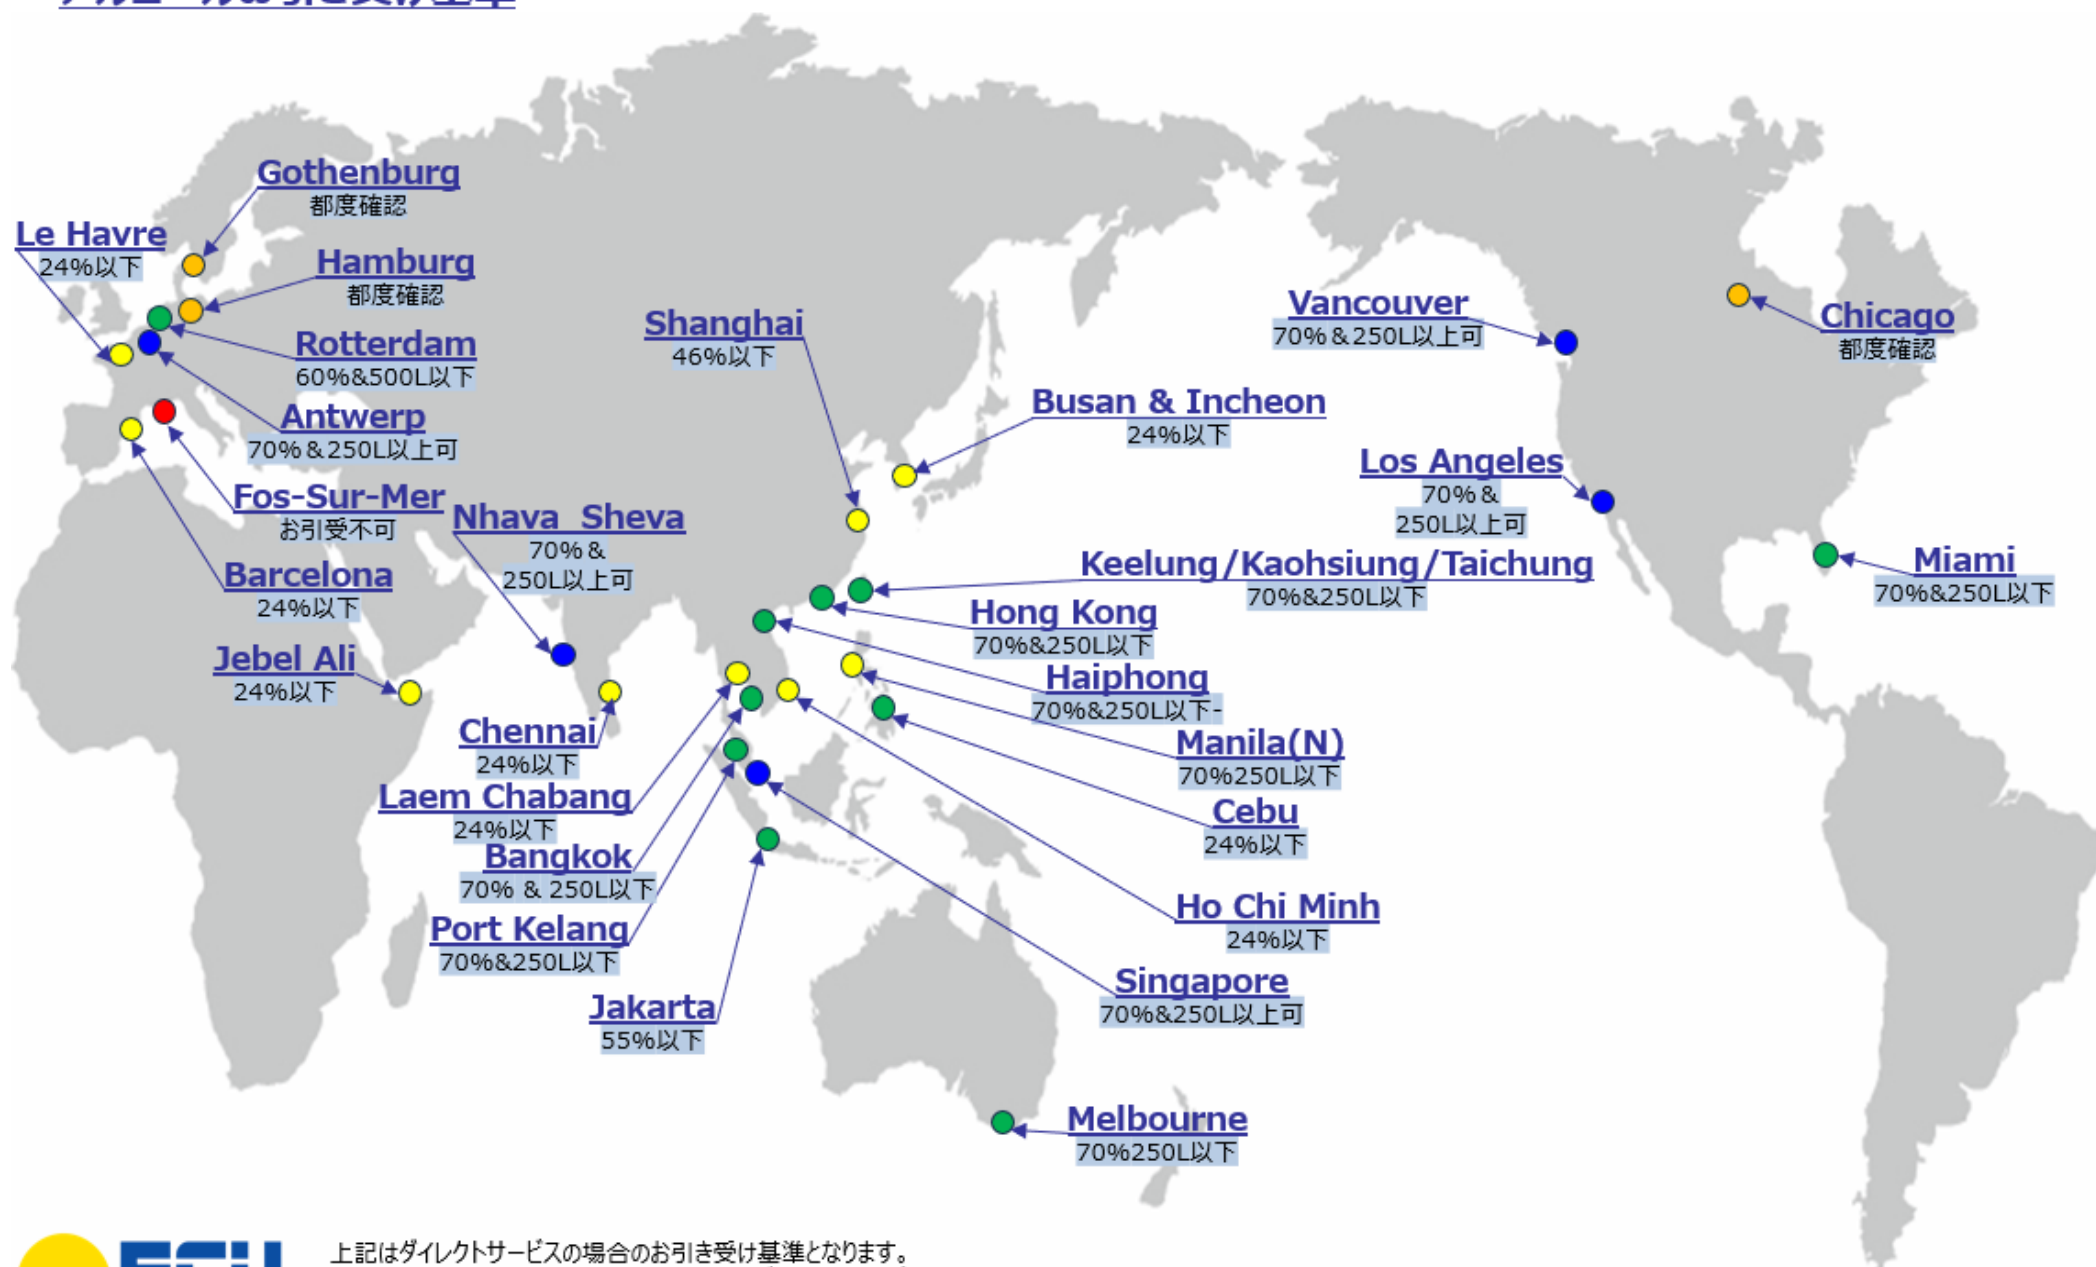 Gothenburg
都度確認
Le Havre
24%以下
Hamburg
都度確認
Rotterdam
60%&500L以下
Antwerp
70%&250L以上可
Fos-Sur-Mer
お引受不可
Barcelona
24%以下
Jebel Ali
24%以下
Nhava Sheva
70%&
250L以上可
Chennai
24%以下
Laem Chabang
24%以下
Bangkok
70% & 250L以下
Port Kelang
70%&250L以下
Jakarta
55%以下
Shanghai
46%以下
Busan & Incheon
24%以下
Keelung/Kaohsiung/Taichung
70%&250L以下
Hong Kong
70%&250L以下
Haiphong
70%&250L以下-
Manila(N)
70%250L以下
Cebu
24%以下
Ho Chi Minh
24%以下
Singapore
70%&250L以上可
Melbourne
70%250L以下
Vancouver
70%&250L以上可
Los Angeles
70%&
250L以上可
Chicago
都度確認
Miami
70%&250L以下
上記はダイレクトサービスの場合のお引き受け基準となります。